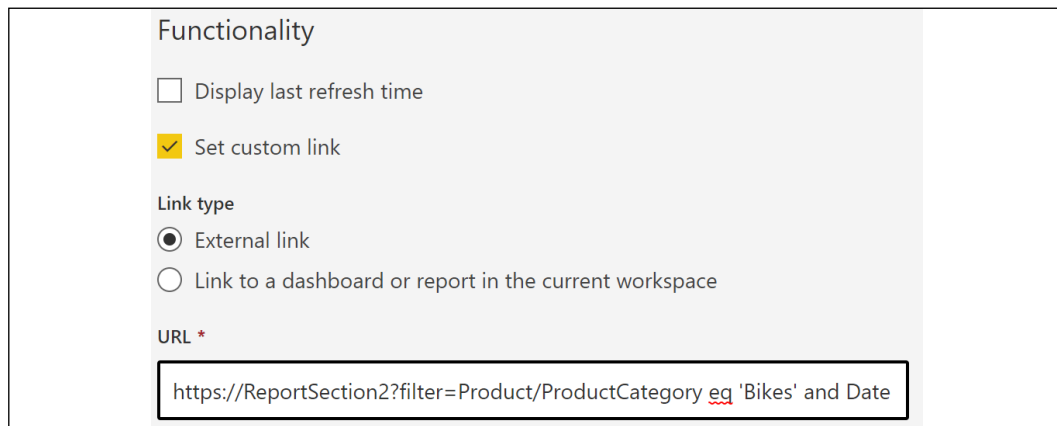 Functionality
Display last refresh time
Set custom link
Link type
External link
Link to a dashboard or report in the current workspace
URL *
https://ReportSection2?filter=Product/ProductCategory eq 'Bikes' and Date